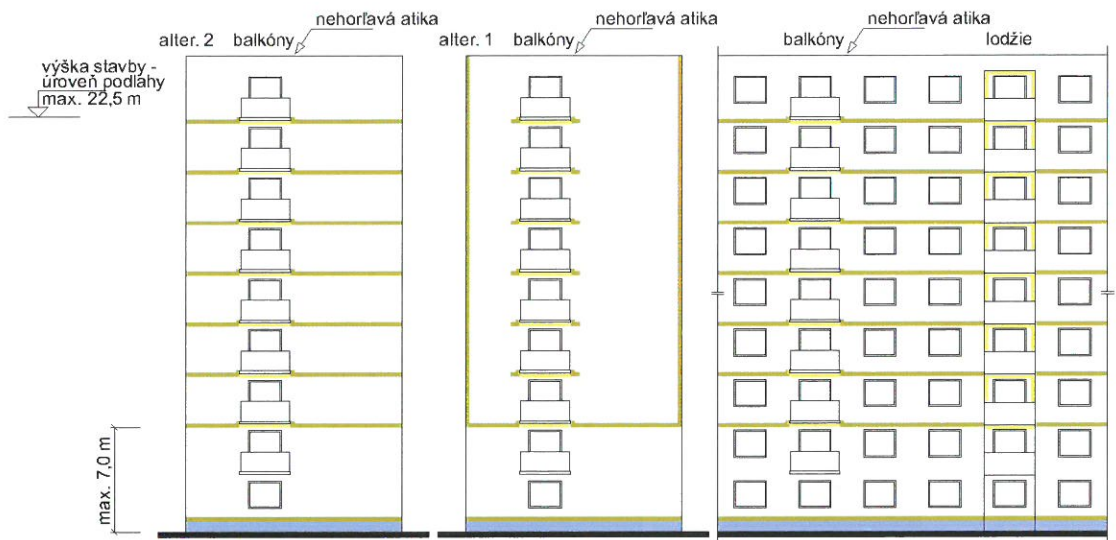 nehorľavá atika
nehorľavá atika
nehorľavá atika
alter. 2 balkóny
alter. 1 balkóny
balkóny
lodžie
výška stavby -
úroveň podlahy
max. 22,5 m
max. 7,0 m